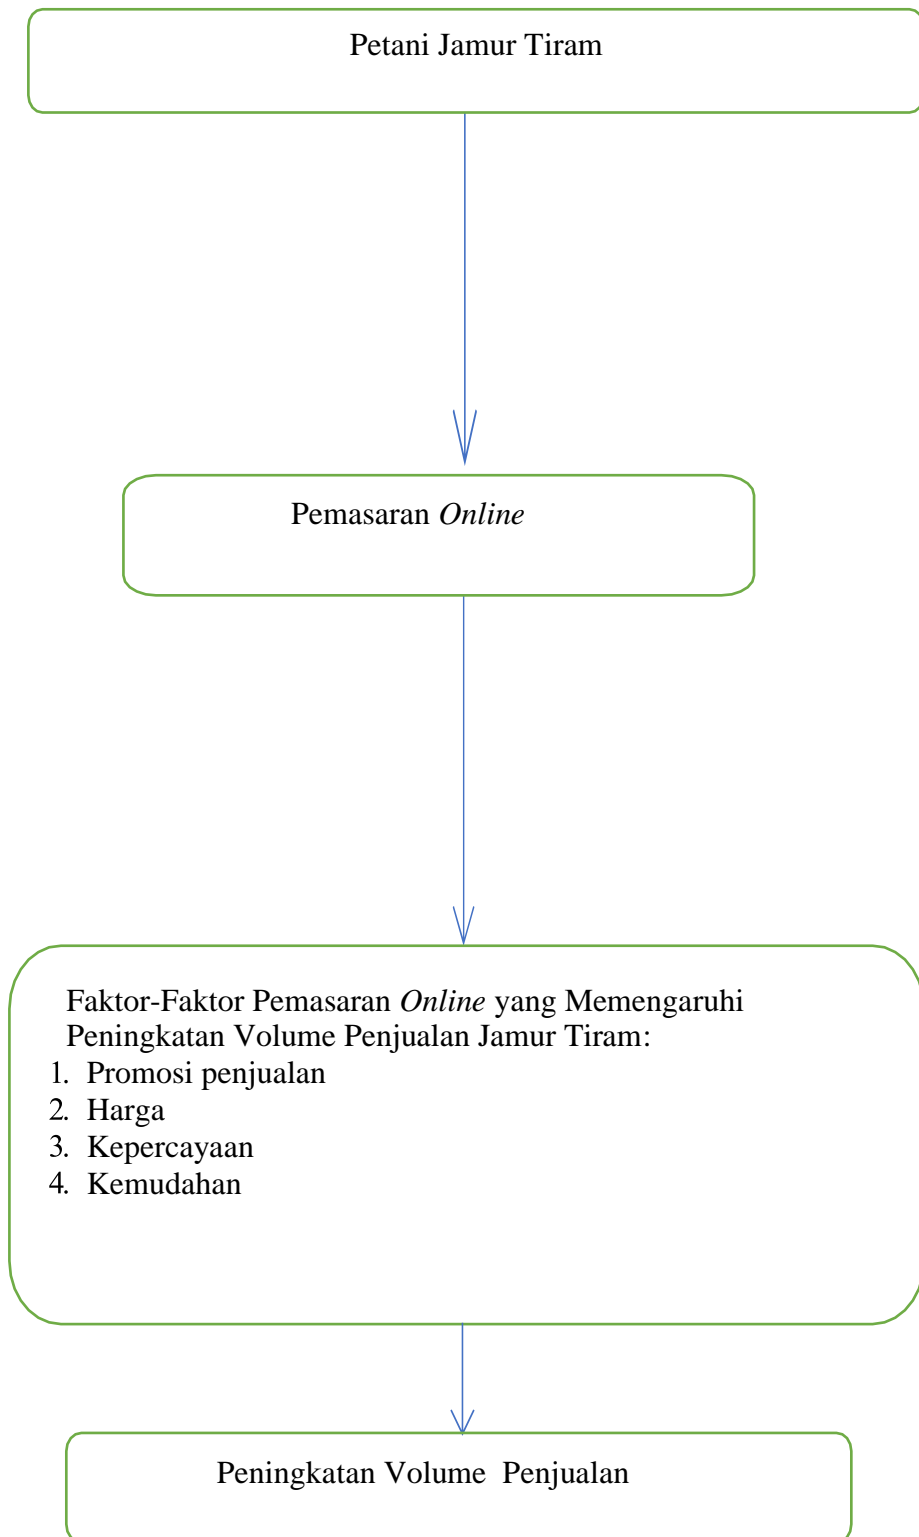 Petani Jamur Tiram
Pemasaran Online
Faktor-Faktor Pemasaran Online yang Memengaruhi
Peningkatan Volume Penjualan Jamur Tiram:
1. Promosi penjualan
2. Harga
3. Kepercayaan
4. Kemudahan
Peningkatan Volume  Penjualan